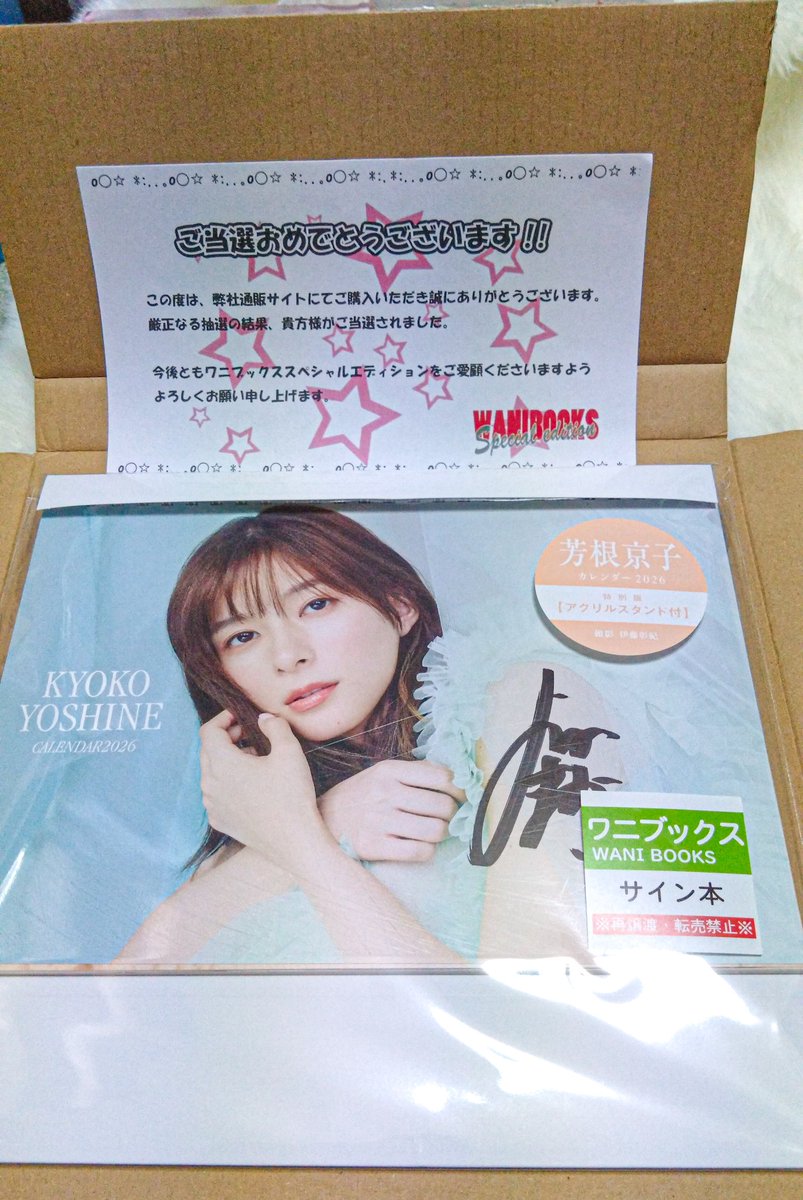 o○☆ *:..｡o○☆ *:..｡o○☆ *:..｡o○☆ *:.*:..｡o○☆ *:..｡o○☆ *:..｡o○☆ *:
ご当選おめでとうございます!!
この度は、弊社通販サイトにてご購入いただき誠にありがとうございます。
厳正なる抽選の結果、貴方様がご当選されました。
今後ともワニブックススペシャルエディションをご愛顧くださいますよう
よろしくお願い申し上げます。
WANIBOOKS
Special edition
芳根京子
カレンダー2026
特別版
【アクリルスタンド付】
撮影 伊藤彰紀
KYOKO
YOSHINE
CALENDAR2026
ワニブックス
WANI BOOKS
サイン本
※再譲渡・転売禁止※